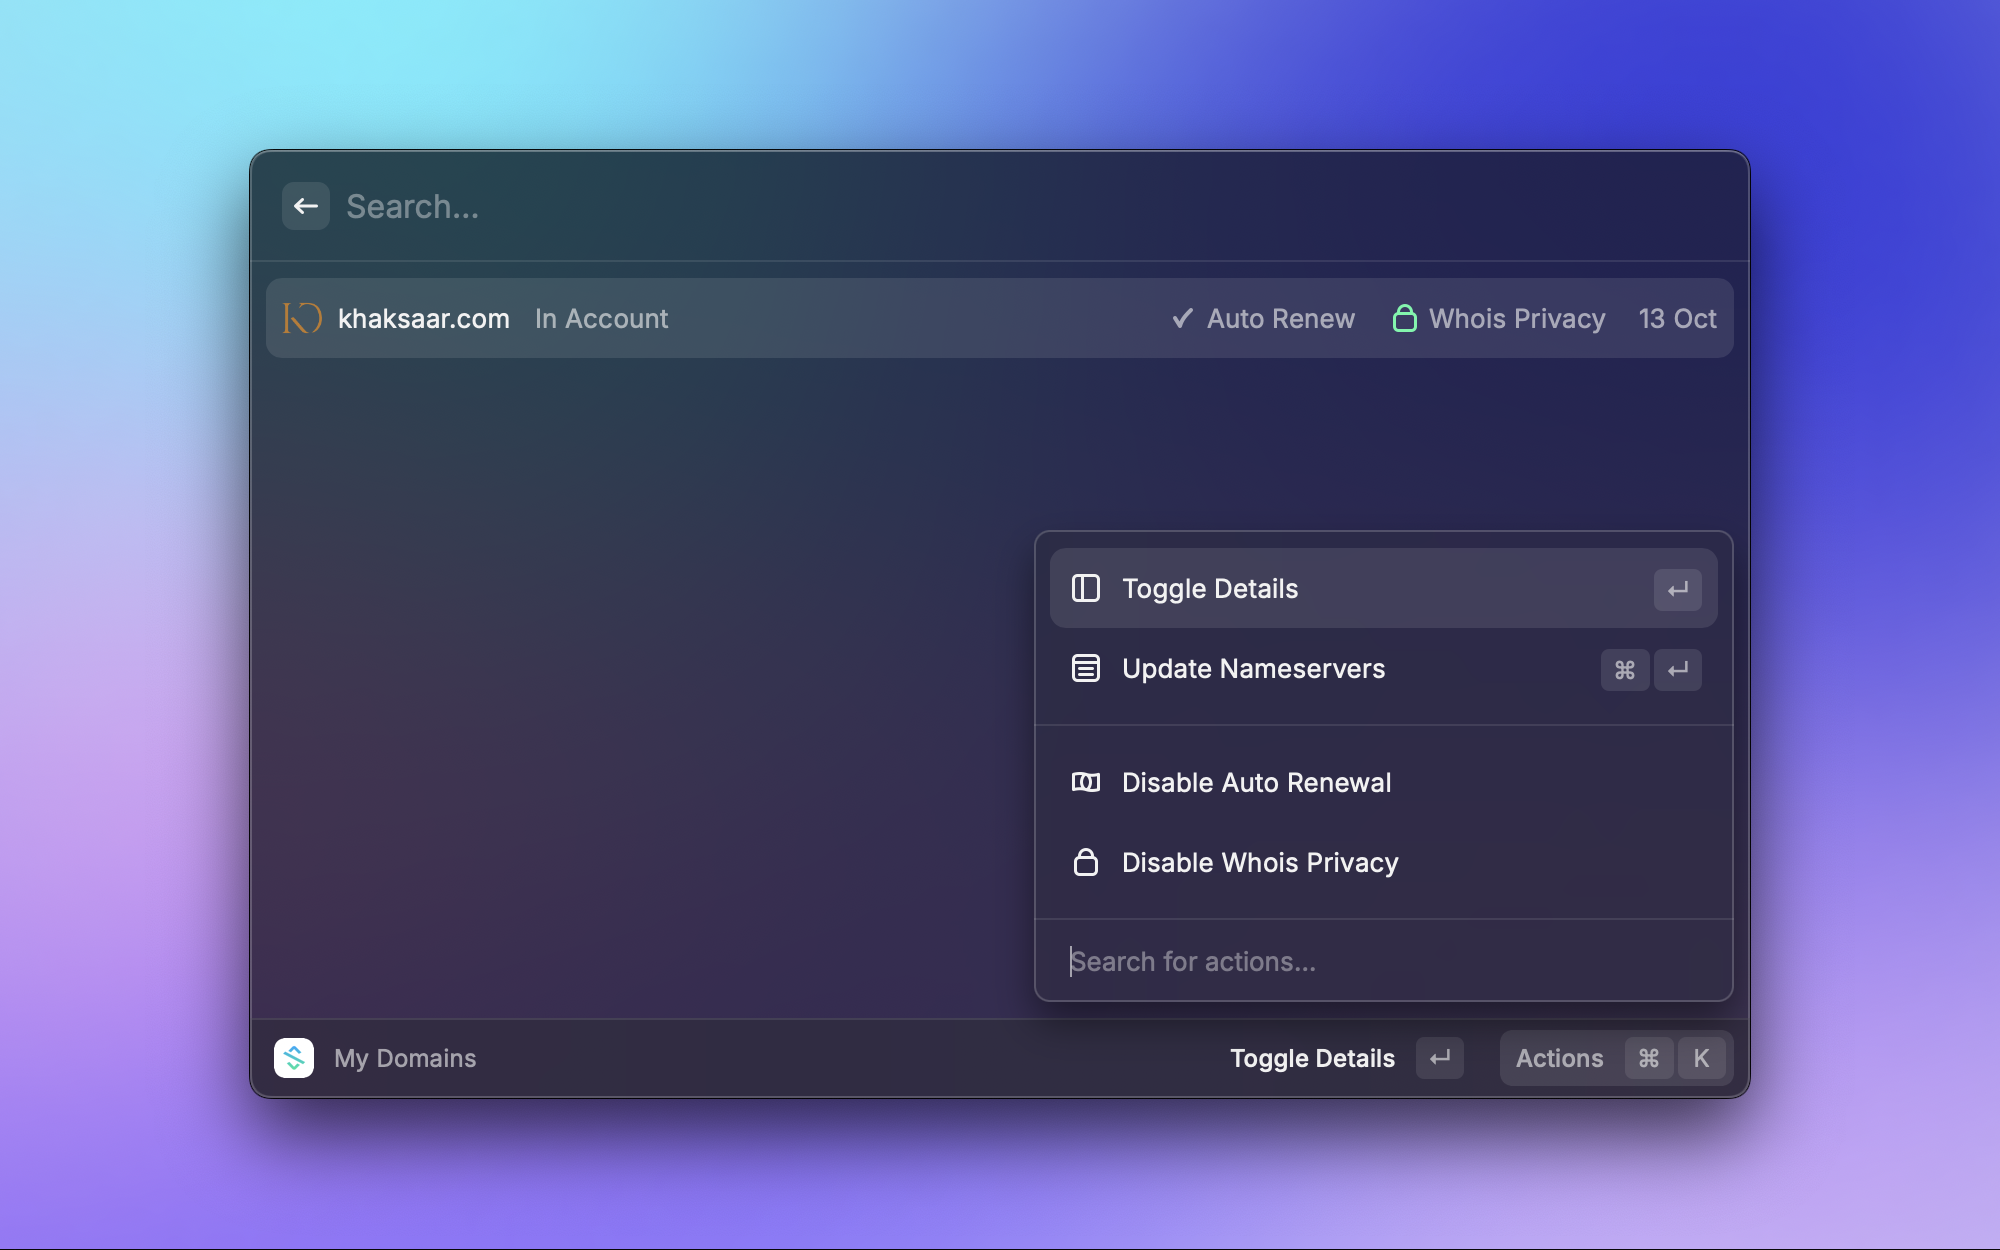 Search...
khaksaar.com In Account ✓ Auto Renew Whois Privacy 13 Oct
Toggle Details ↵
Update Nameservers ⌘ ↵
Disable Auto Renewal
Disable Whois Privacy
Search for actions...
My Domains Toggle Details ↵ Actions ⌘ K